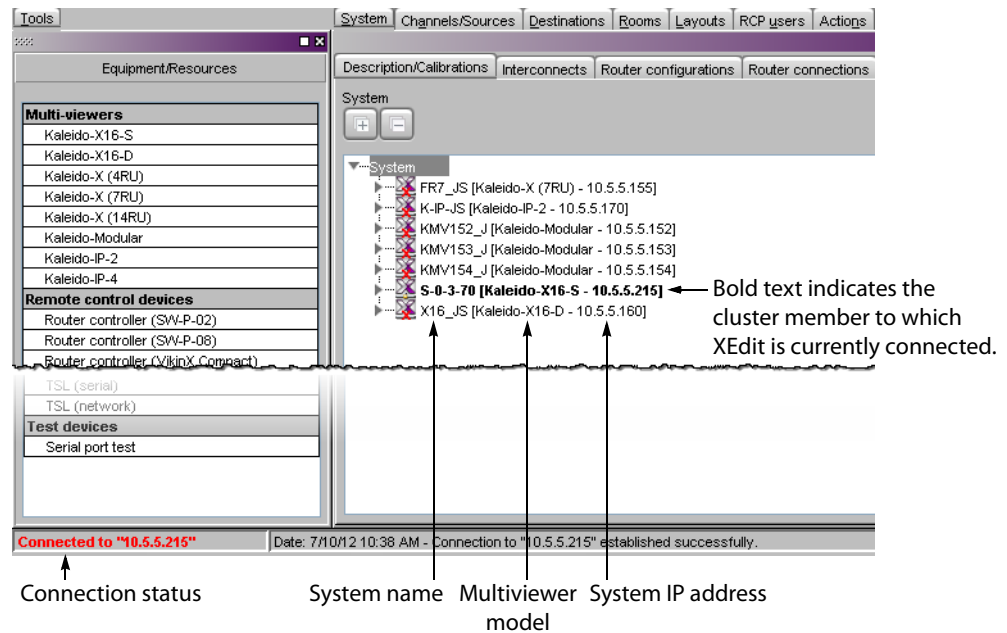 Tools
Equipment/Resources
Multi-viewers
Kaleido-X16-S
Kaleido-X16-D
Kaleido-X (4RU)
Kaleido-X (7RU)
Kaleido-X (14RU)
Kaleido-Modular
Kaleido-IP-2
Kaleido-IP-4
Remote control devices
Router controller (SW-P-02)
Router controller (SW-P-08)
Router controller (VikinX Compact)
TSL (serial)
TSL (network)
Test devices
Serial port test
System Channels/Sources Destinations Rooms Layouts RCP users Actions
Description/Calibrations Interconnects Router configurations Router connections
System
System
FR7_JS [Kaleido-X (7RU) - 10.5.5.155]
K-IP-JS [Kaleido-IP-2 - 10.5.5.170]
KMV152_J [Kaleido-Modular - 10.5.5.152]
KMV153_J [Kaleido-Modular - 10.5.5.153]
KMV154_J [Kaleido-Modular - 10.5.5.154]
S-0-3-70 [Kaleido-X16-S - 10.5.5.215]
X16_JS [Kaleido-X16-D - 10.5.5.160]
Bold text indicates the
cluster member to which
XEdit is currently connected.
Connected to "10.5.5.215"
Date: 7/10/12 10:38 AM - Connection to "10.5.5.215" established successfully.
Connection status
System name
Multiviewer
model
System IP address